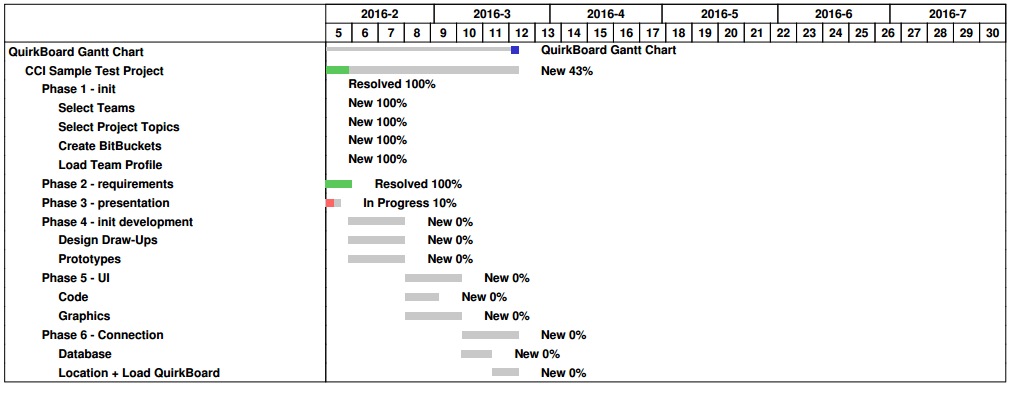 2016-2 2016-3 2016-4 2016-5 2016-6 2016-7
5 6 7 8 9 10 11 12 13 14 15 16 17 18 19 20 21 22 23 24 25 26 27 28 29 30
QuirkBoard Gantt Chart QuirkBoard Gantt Chart
CCI Sample Test Project New 43%
Phase 1 - init Resolved 100%
Select Teams New 100%
Select Project Topics New 100%
Create BitBuckets New 100%
Load Team Profile New 100%
Phase 2 - requirements Resolved 100%
Phase 3 - presentation In Progress 10%
Phase 4 - init development New 0%
Design Draw-Ups New 0%
Prototypes New 0%
Phase 5 - UI New 0%
Code New 0%
Graphics New 0%
Phase 6 - Connection New 0%
Database New 0%
Location + Load QuirkBoard New 0%